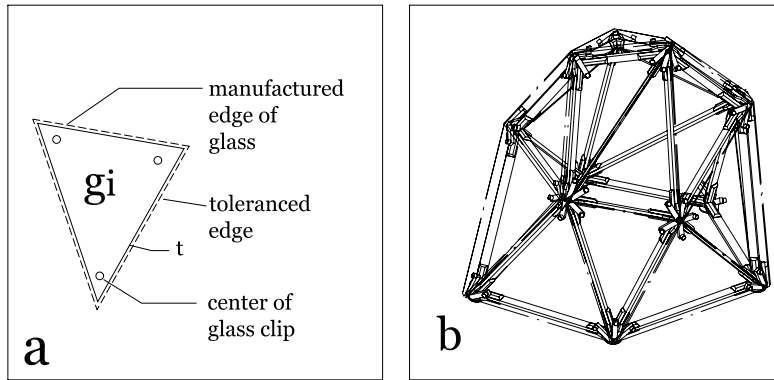 manufactured
edge of
glass
gi
toleranced
edge
t
center of
glass clip
a
b